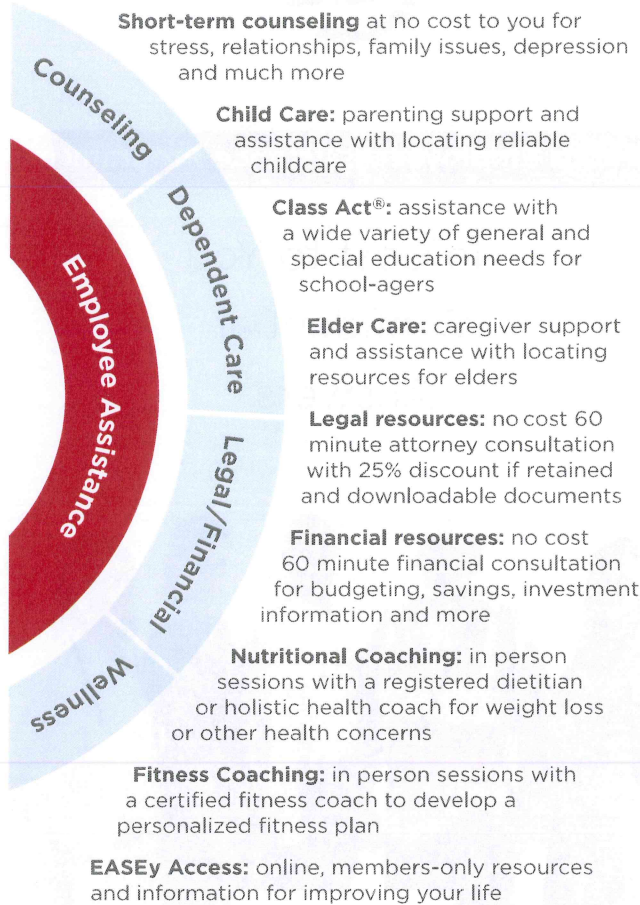 Short-term counseling at no cost to you for
stress, relationships, family issues, depression
and much more
Counseling
Child Care: parenting support and
assistance with locating reliable
childcare
Class Act®: assistance with
a wide variety of general and
special education needs for
school-agers
Dependent Care
Employee Assistance
Elder Care: caregiver support
and assistance with locating
resources for elders
Legal resources: no cost 60
minute attorney consultation
with 25% discount if retained
and downloadable documents
Legal/Financial
Financial resources: no cost
60 minute financial consultation
for budgeting, savings, investment
information and more
Nutritional Coaching: in person
sessions with a registered dietitian
or holistic health coach for weight loss
or other health concerns
Wellness
Fitness Coaching: in person sessions with
a certified fitness coach to develop a
personalized fitness plan
EASEy Access: online, members-only resources
and information for improving your life